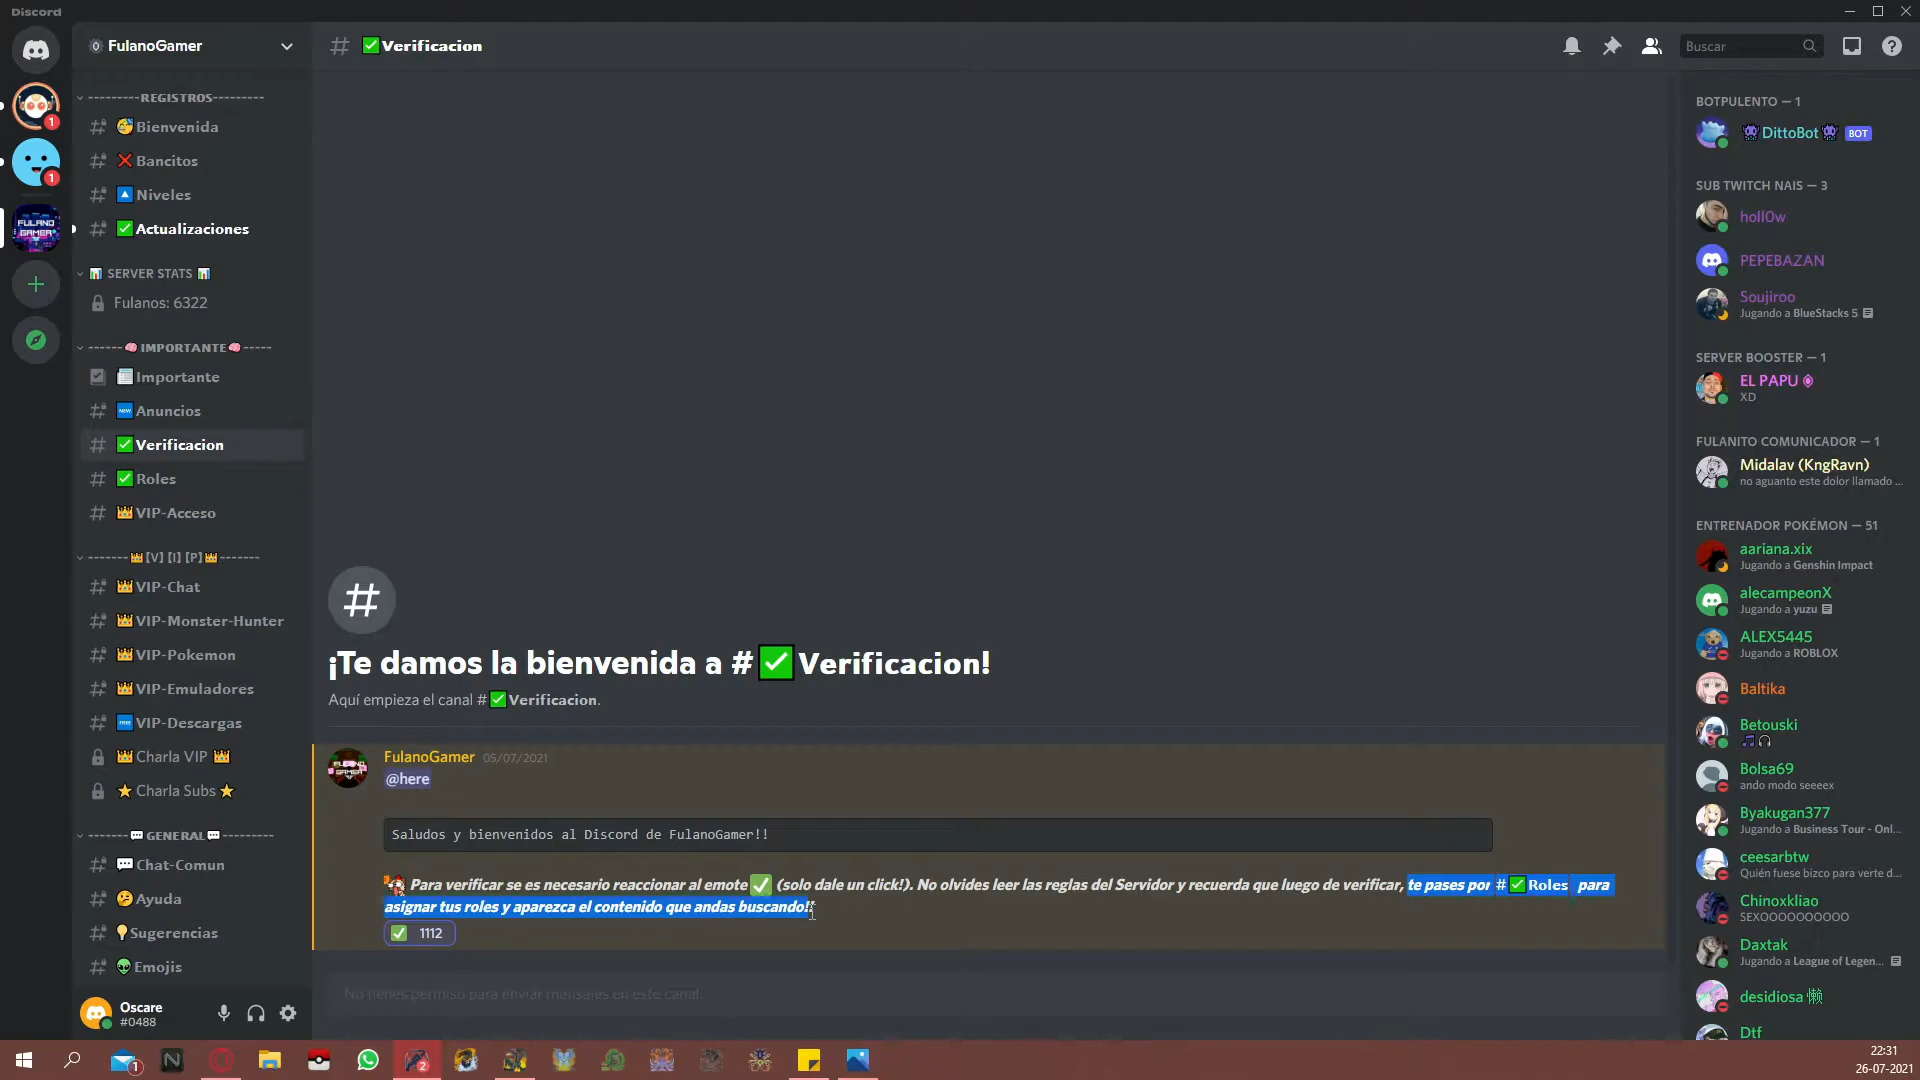 Discord
FulanoGamer
---------REGISTROS---------
Bienvenida
Bancitos
Niveles
Actualizaciones
SERVER STATS
Fulanos: 6322
------IMPORTANTE-----
Importante
Anuncios
Verificacion
Roles
VIP-Acceso
-------[V] [I] [P]-------
VIP-Chat
VIP-Monster-Hunter
VIP-Pokemon
VIP-Emuladores
VIP-Descargas
Charla VIP
Charla Subs
-------GENERAL---------
Chat-Comun
Ayuda
Sugerencias
Emojis
Oscare
#0488
# ✅Verificacion
Buscar
¡Te damos la bienvenida a #✅Verificacion!
Aquí empieza el canal #✅Verificacion.
FulanoGamer 05/07/2021
@here
Saludos y bienvenidos al Discord de FulanoGamer!!
Para verificar se es necesario reaccionar al emote ✅ (solo dale un click!). No olvides leer las reglas del Servidor y recuerda que luego de verificar, te pases por #✅Roles para
asignar tus roles y aparezca el contenido que andas buscando!!
✅ 1112
No tienes permiso para enviar mensajes en este canal.
BOTPULENTO — 1
DittoBot BOT
SUB TWITCH NAIS — 3
holl0w
PEPEBAZAN
Soujiroo
Jugando a BlueStacks 5
SERVER BOOSTER — 1
EL PAPU
XD
FULANITO COMUNICADOR — 1
Midalav (KngRavn)
no aguanto este dolor llamado ...
ENTRENADOR POKÉMON — 51
aariana.xix
Jugando a Genshin Impact
alecampeonX
Jugando a yuzu
ALEX5445
Jugando a ROBLOX
Baltika
Betouski
Bolsa69
ando modo seeeex
Byakugan377
Jugando a Business Tour - Onl...
ceesarbtw
Quién fuese bizco para verte d...
Chinoxkliao
SEXOOOOOOOOOO
Daxtak
Jugando a League of Legen...
desidiosa 懶
Dtf
22:31
26-07-2021